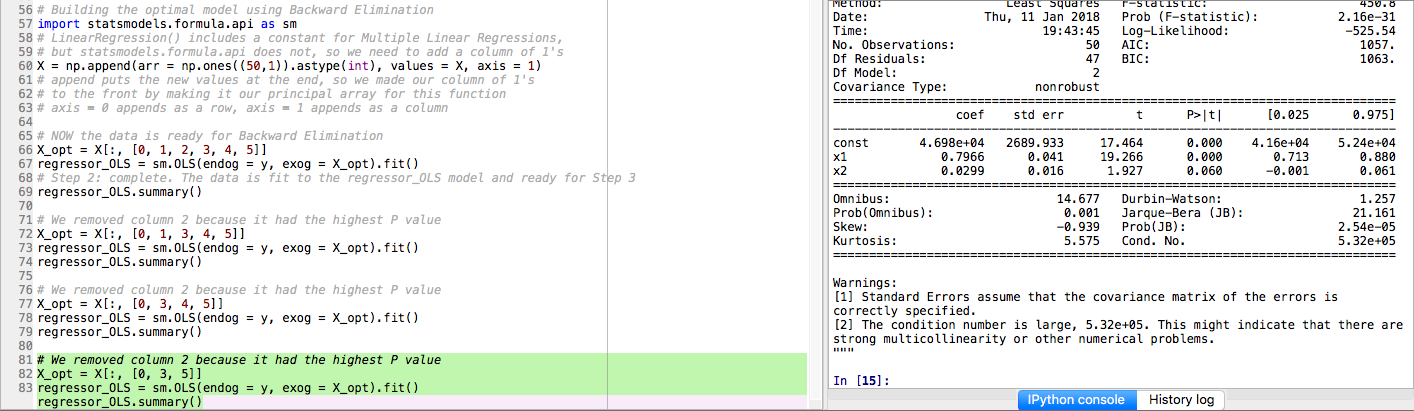 56 # Building the optimal model using Backward Elimination
57 import statsmodels.formula.api as sm
58 # LinearRegression() includes a constant for Multiple Linear Regressions,
59 # but statsmodels.formula.api does not, so we need to add a column of 1's
60 X = np.append(arr = np.ones((50,1)).astype(int), values = X, axis = 1)
61 # append puts the new values at the end, so we made our column of 1's
62 # to the front by making it our principal array for this function
63 # axis = 0 appends as a row, axis = 1 appends as a column
64
65 # NOW the data is ready for Backward Elimination
66 X_opt = X[:, [0, 1, 2, 3, 4, 5]]
67 regressor_OLS = sm.OLS(endog = y, exog = X_opt).fit()
68 # Step 2: complete. The data is fit to the regressor_OLS model and ready for Step 3
69 regressor_OLS.summary()
70
71 # We removed column 2 because it had the highest P value
72 X_opt = X[:, [0, 1, 3, 4, 5]]
73 regressor_OLS = sm.OLS(endog = y, exog = X_opt).fit()
74 regressor_OLS.summary()
75
76 # We removed column 2 because it had the highest P value
77 X_opt = X[:, [0, 3, 4, 5]]
78 regressor_OLS = sm.OLS(endog = y, exog = X_opt).fit()
79 regressor_OLS.summary()
80
81 # We removed column 2 because it had the highest P value
82 X_opt = X[:, [0, 3, 5]]
83 regressor_OLS = sm.OLS(endog = y, exog = X_opt).fit()
regressor_OLS.summary()
Method: Least Squares F-statistic: 450.8
Date: Thu, 11 Jan 2018 Prob (F-statistic): 2.16e-31
Time: 19:43:45 Log-Likelihood: -525.54
No. Observations: 50 AIC: 1057.
Df Residuals: 47 BIC: 1063.
Df Model: 2
Covariance Type: nonrobust
coef std err t P>|t| [0.025 0.975]
const 4.698e+04 2689.933 17.464 0.000 4.16e+04 5.24e+04
x1 0.7966 0.041 19.266 0.000 0.713 0.880
x2 0.0299 0.016 1.927 0.060 -0.001 0.061
Omnibus: 14.677 Durbin-Watson: 1.257
Prob(Omnibus): 0.001 Jarque-Bera (JB): 21.161
Skew: -0.939 Prob(JB): 2.54e-05
Kurtosis: 5.575 Cond. No. 5.32e+05
Warnings:
[1] Standard Errors assume that the covariance matrix of the errors is
correctly specified.
[2] The condition number is large, 5.32e+05. This might indicate that there are
strong multicollinearity or other numerical problems.
"""
In [15]:
IPython console History log